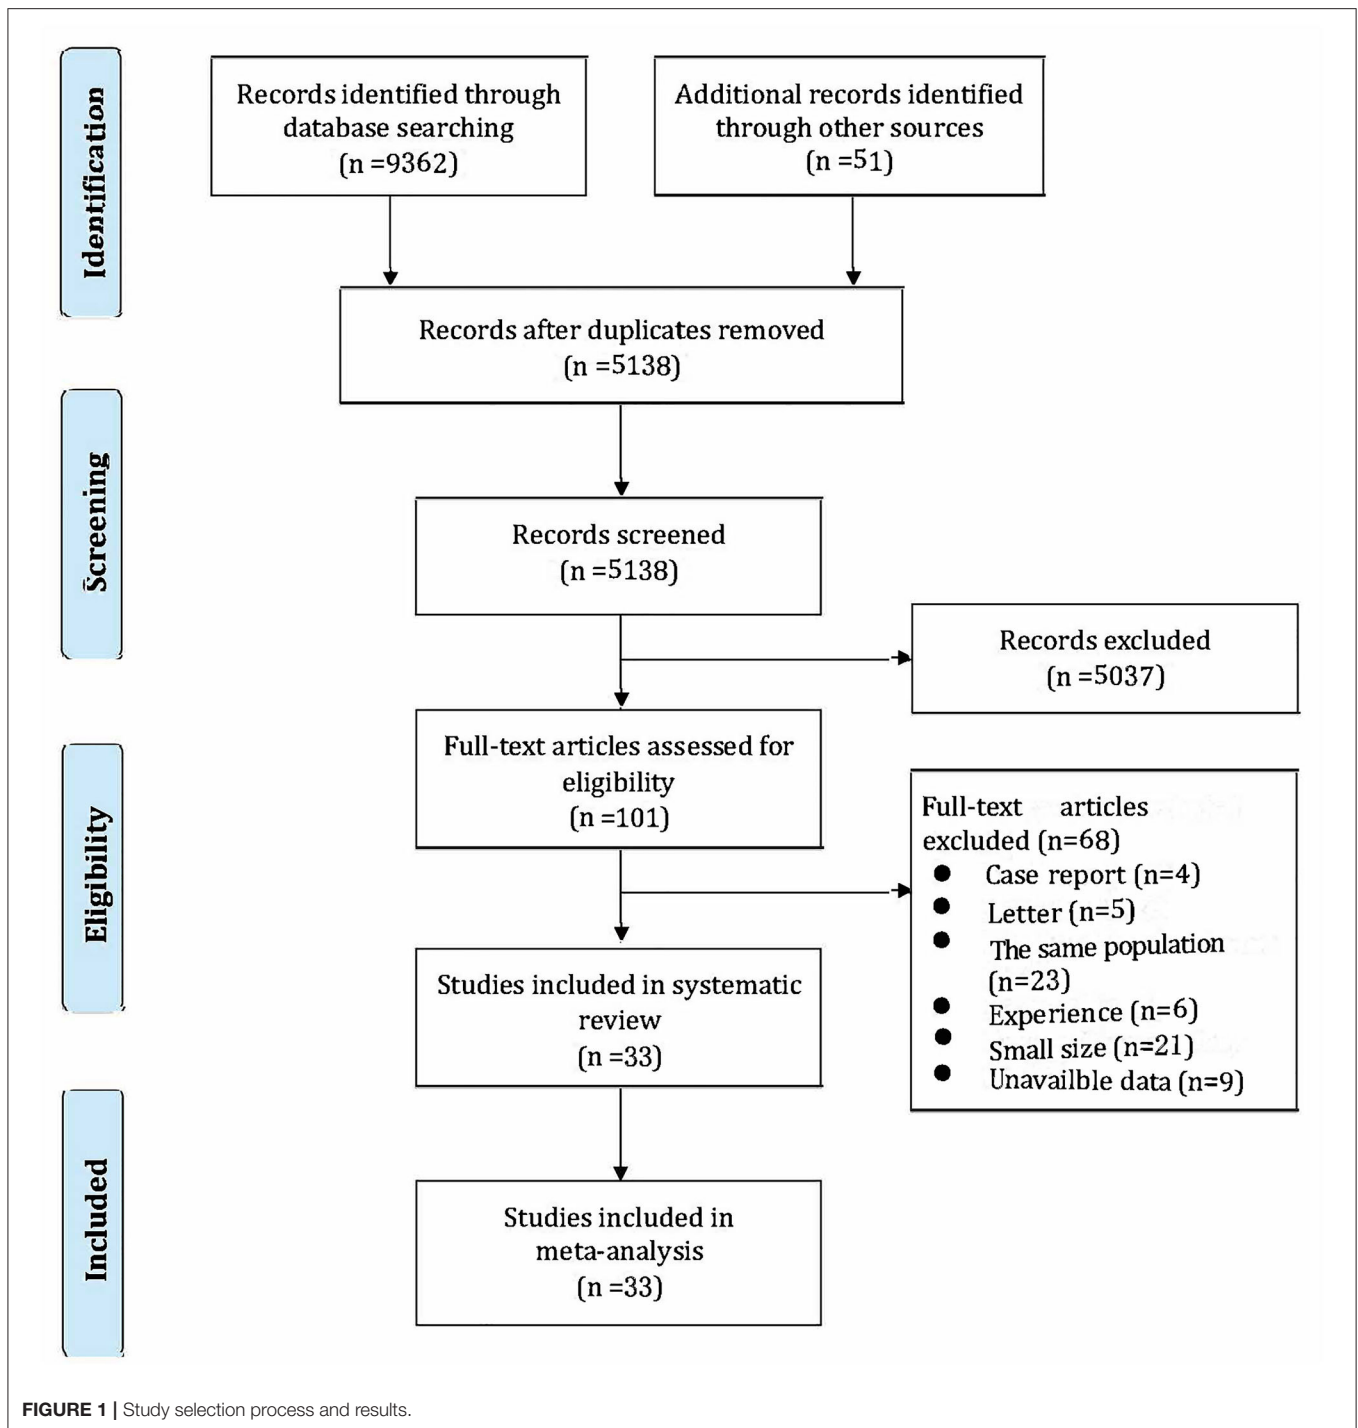 Identification
Records identified through
database searching
(n =9362)
Additional records identified
through other sources
(n =51)
Records after duplicates removed
(n =5138)
Screening
Records screened
(n =5138)
Records excluded
(n =5037)
Eligibility
Full-text articles assessed for
eligibility
(n =101)
Full-text articles
excluded (n=68)
● Case report (n=4)
● Letter (n=5)
● The same population
(n=23)
● Experience (n=6)
● Small size (n=21)
● Unavailble data (n=9)
Studies included in systematic
review
(n =33)
Included
Studies included in
meta-analysis
(n =33)
FIGURE 1 | Study selection process and results.